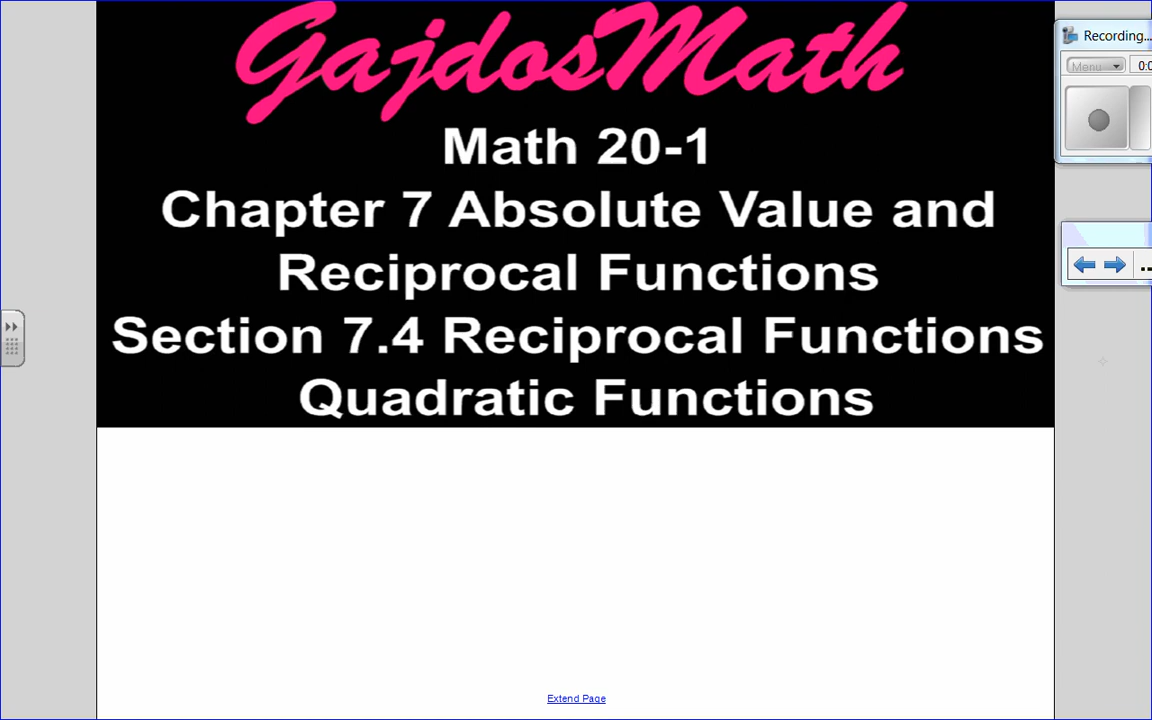 GajdosMath
Recording...
Menu
Math 20-1
Chapter 7 Absolute Value and
Reciprocal Functions
Section 7.4 Reciprocal Functions
Quadratic Functions
Extend Page